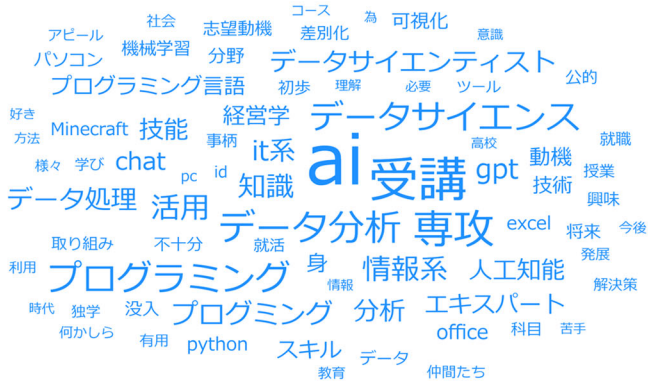 コース
社会 志望動機 差別化 為 可視化
アピール 機械学習 分野 意識
パソコン データサイエンティスト
プログラミング言語 初歩 理解 必要 ツール 公的
好き 経営学 データサイエンス
方法 Minecraft 技能 事柄 it系 ai 受講 高校 就職
様々 学び chat pc id 知識 gpt 動機 授業
データ処理 活用 技術 興味
データ分析 専攻 excel 将来 今後
取り組み 不十分 就活 発展
利用 プログラミング 身 情報系 人工知能
情報 解決策
時代 独学 没入 プログミング 分析 エキスパート
何かしら 有用 python office 科目 苦手
スキル データ
教育 仲間たち